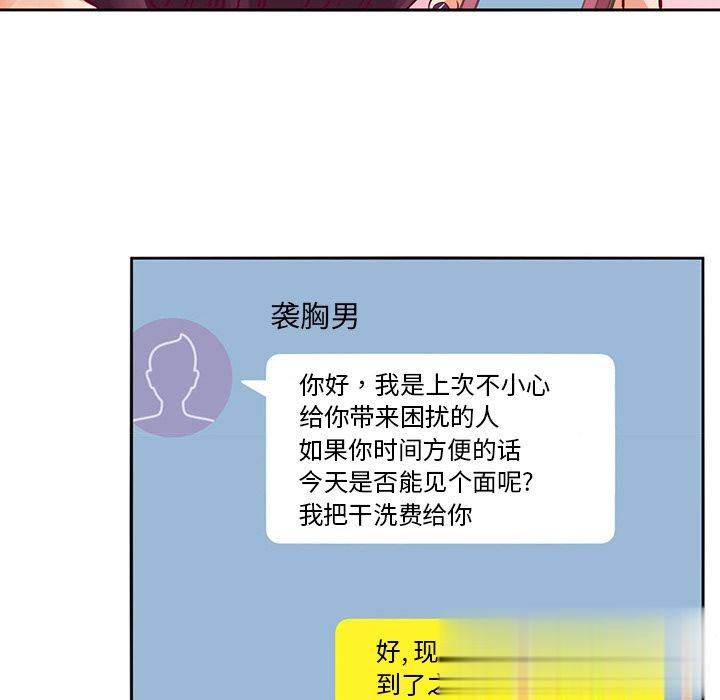 袭胸男
你好，我是上次不小心
给你带来困扰的人
如果你时间方便的话
今天是否能见个面呢?
我把干洗费给你
好, 现
到了